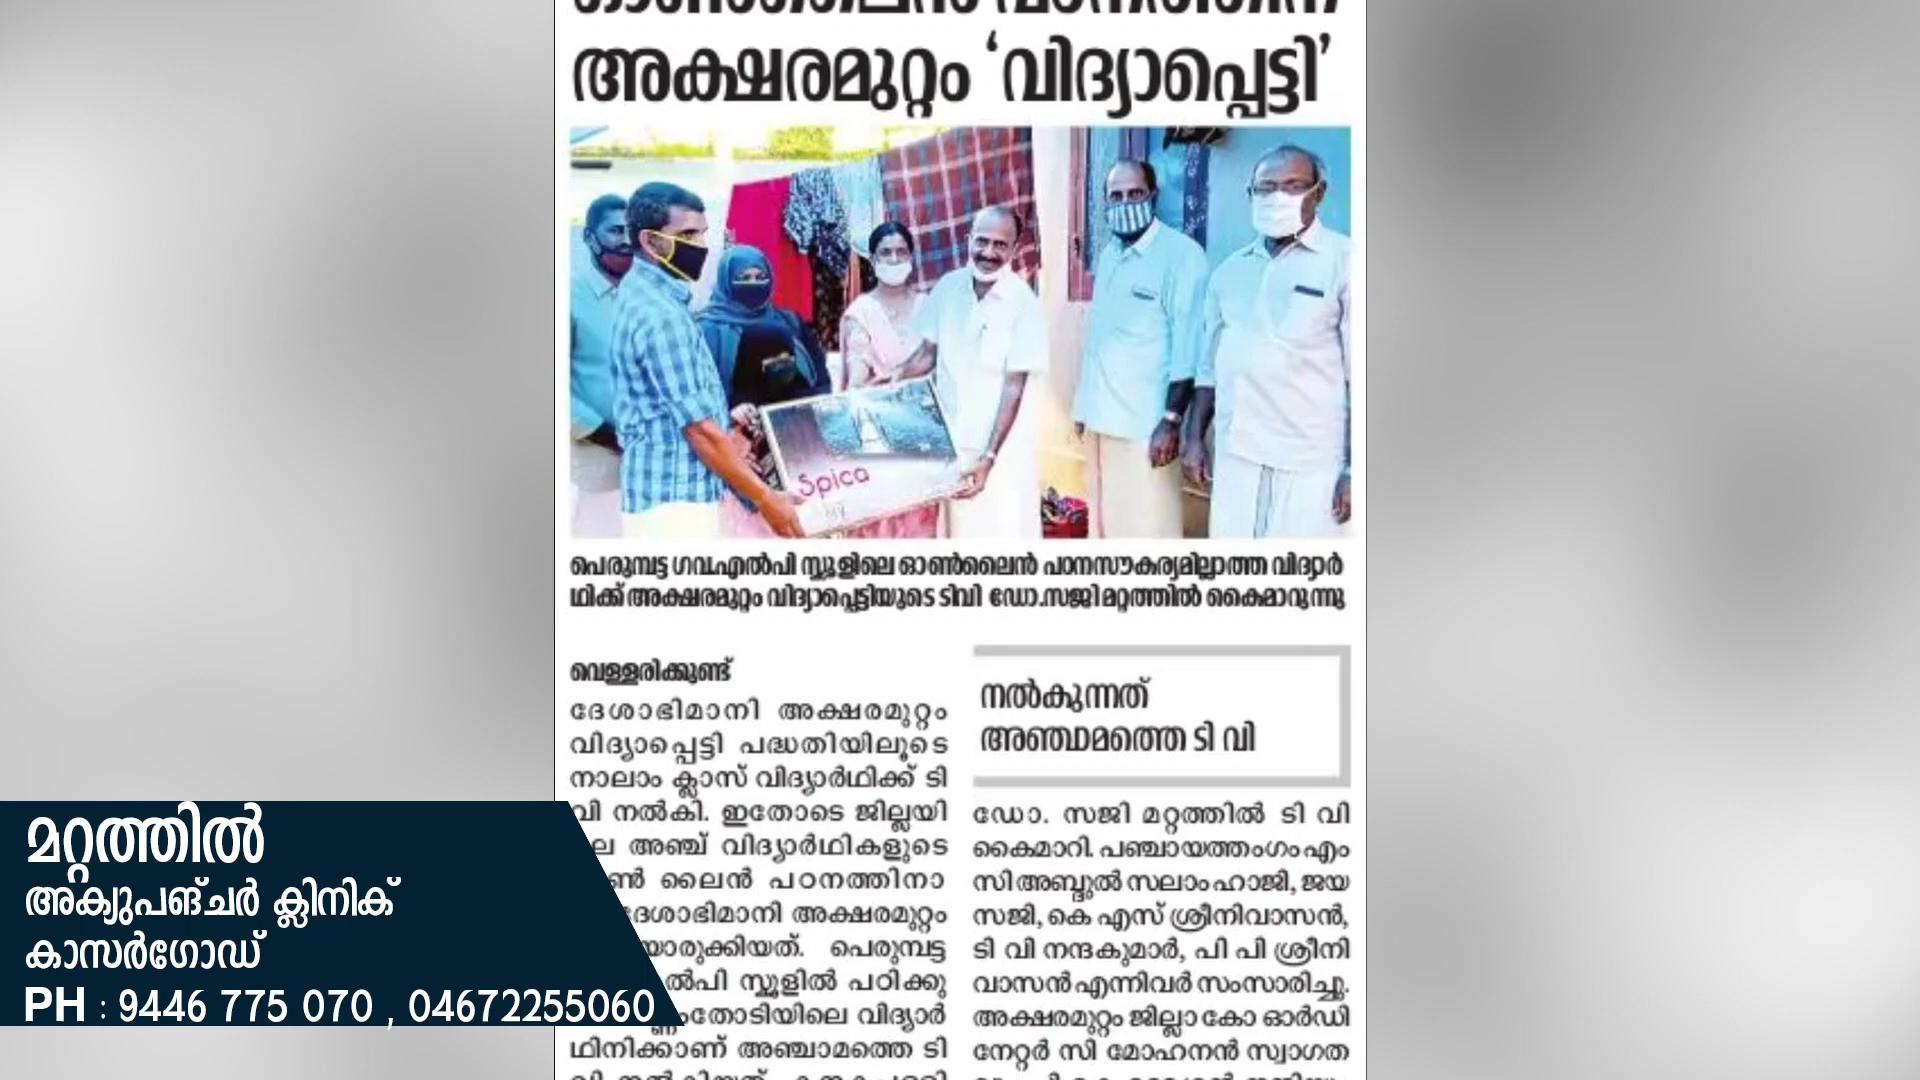 അക്ഷരമുറ്റം ‘വിദ്യാപ്പെട്ടി’
Spica
പെരുമ്പട്ട ഗവ.എൽപി സ്കൂളിലെ ഓൺലൈൻ പഠനസൗകര്യമില്ലാത്ത വിദ്യാർ
ഥിക്ക് അക്ഷരമുറ്റം വിദ്യാപ്പെട്ടിയുടെ ടിവി ഡോ.സജി മറ്റത്തിൽ കൈമാറുന്നു
വെള്ളരിക്കുണ്ട്
ദേശാഭിമാനി അക്ഷരമുറ്റം
വിദ്യാപ്പെട്ടി പദ്ധതിയിലൂടെ
നാലാം ക്ലാസ് വിദ്യാർഥിക്ക് ടി
വി നൽകി. ഇതോടെ ജില്ലയി
അഞ്ച് വിദ്യാർഥികളുടെ
ലൈൻ പഠനത്തിനാ
അക്ഷരമുറ്റം
പെരുമ്പട്ട
സ്കൂളിൽ പഠിക്കു
വിദ്യാർ
ഥിനിക്കാണ് അഞ്ചാമത്തെ ടി
നൽകുന്നത്
അഞ്ചാമത്തെ ടി വി
ഡോ. സജി മറ്റത്തിൽ ടി വി
കൈമാറി. പഞ്ചായത്തംഗം എം
സി അബ്ദുൽ സലാം ഹാജി, ജയ
സജി, കെ എസ് ശ്രീനിവാസൻ,
ടി വി നന്ദകുമാർ, പി പി ശ്രീനി
വാസൻ എന്നിവർ സംസാരിച്ചു.
അക്ഷരമുറ്റം ജില്ലാ കോ ഓർഡി
നേറ്റർ സി മോഹനൻ സ്വാഗത
മറ്റത്തിൽ
അക്യുപങ്ചർ ക്ലിനിക്
കാസർഗോഡ്
PH : 9446 775 070 , 04672255060